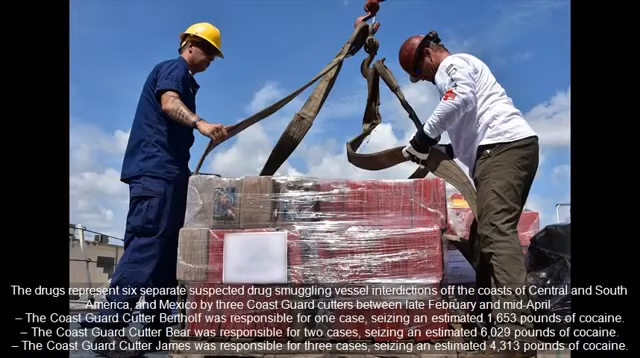 The drugs represent six separate suspected drug smuggling vessel interdictions off the coasts of Central and South
America, and Mexico by three Coast Guard cutters between late February and mid-April.
– The Coast Guard Cutter Bertholf was responsible for one case, seizing an estimated 1,653 pounds of cocaine.
– The Coast Guard Cutter Bear was responsible for two cases, seizing an estimated 6,029 pounds of cocaine.
– The Coast Guard Cutter James was responsible for three cases, seizing an estimated 4,313 pounds of cocaine.